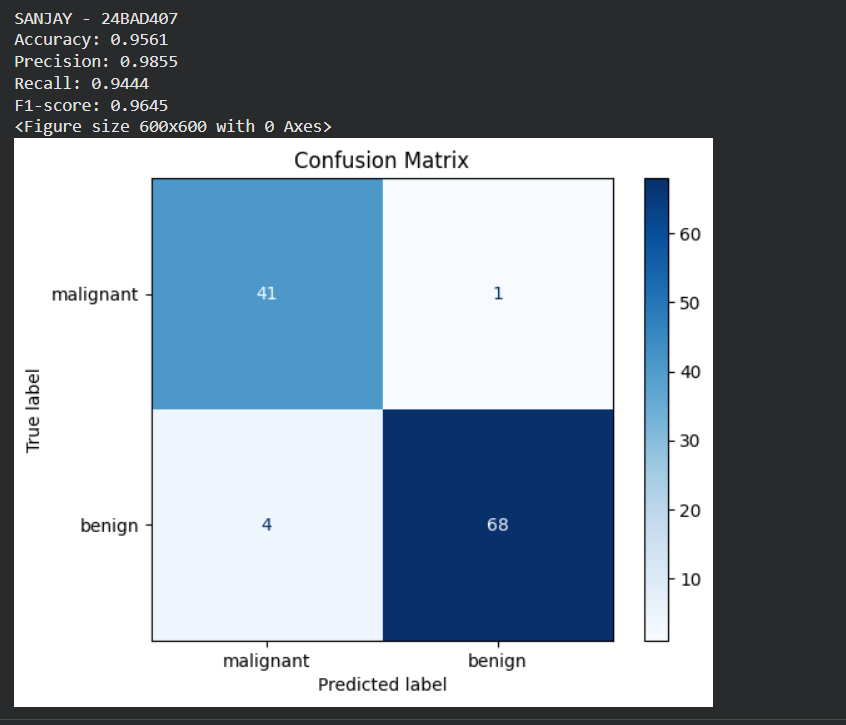 SANJAY - 24BAD407
Accuracy: 0.9561
Precision: 0.9855
Recall: 0.9444
F1-score: 0.9645
<Figure size 600x600 with 0 Axes>
Confusion Matrix
malignant
41
1
benign
4
68
malignant
benign
Predicted label
True label
60
50
40
30
20
10